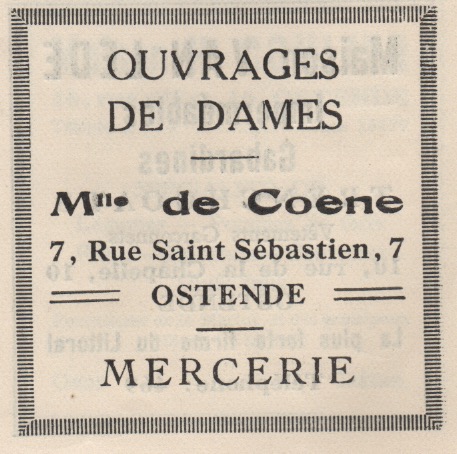 OUVRAGES
DE DAMES
Mlle de Coene
7, Rue Saint Sébastien, 7
OSTENDE
MERCERIE